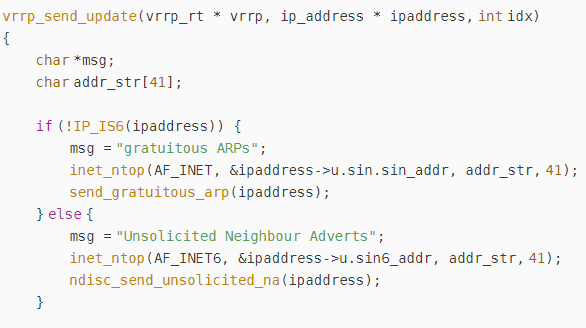 vrrp_send_update(vrrp_rt * vrrp, ip_address * ipaddress, int idx)
{
char *msg;
char addr_str[41];
if (!IP_IS6(ipaddress)) {
msg = "gratuitous ARPs";
inet_ntop(AF_INET, &ipaddress->u.sin.sin_addr, addr_str, 41);
send_gratuitous_arp(ipaddress);
} else {
msg = "Unsolicited Neighbour Adverts";
inet_ntop(AF_INET6, &ipaddress->u.sin6_addr, addr_str, 41);
ndisc_send_unsolicited_na(ipaddress);
}